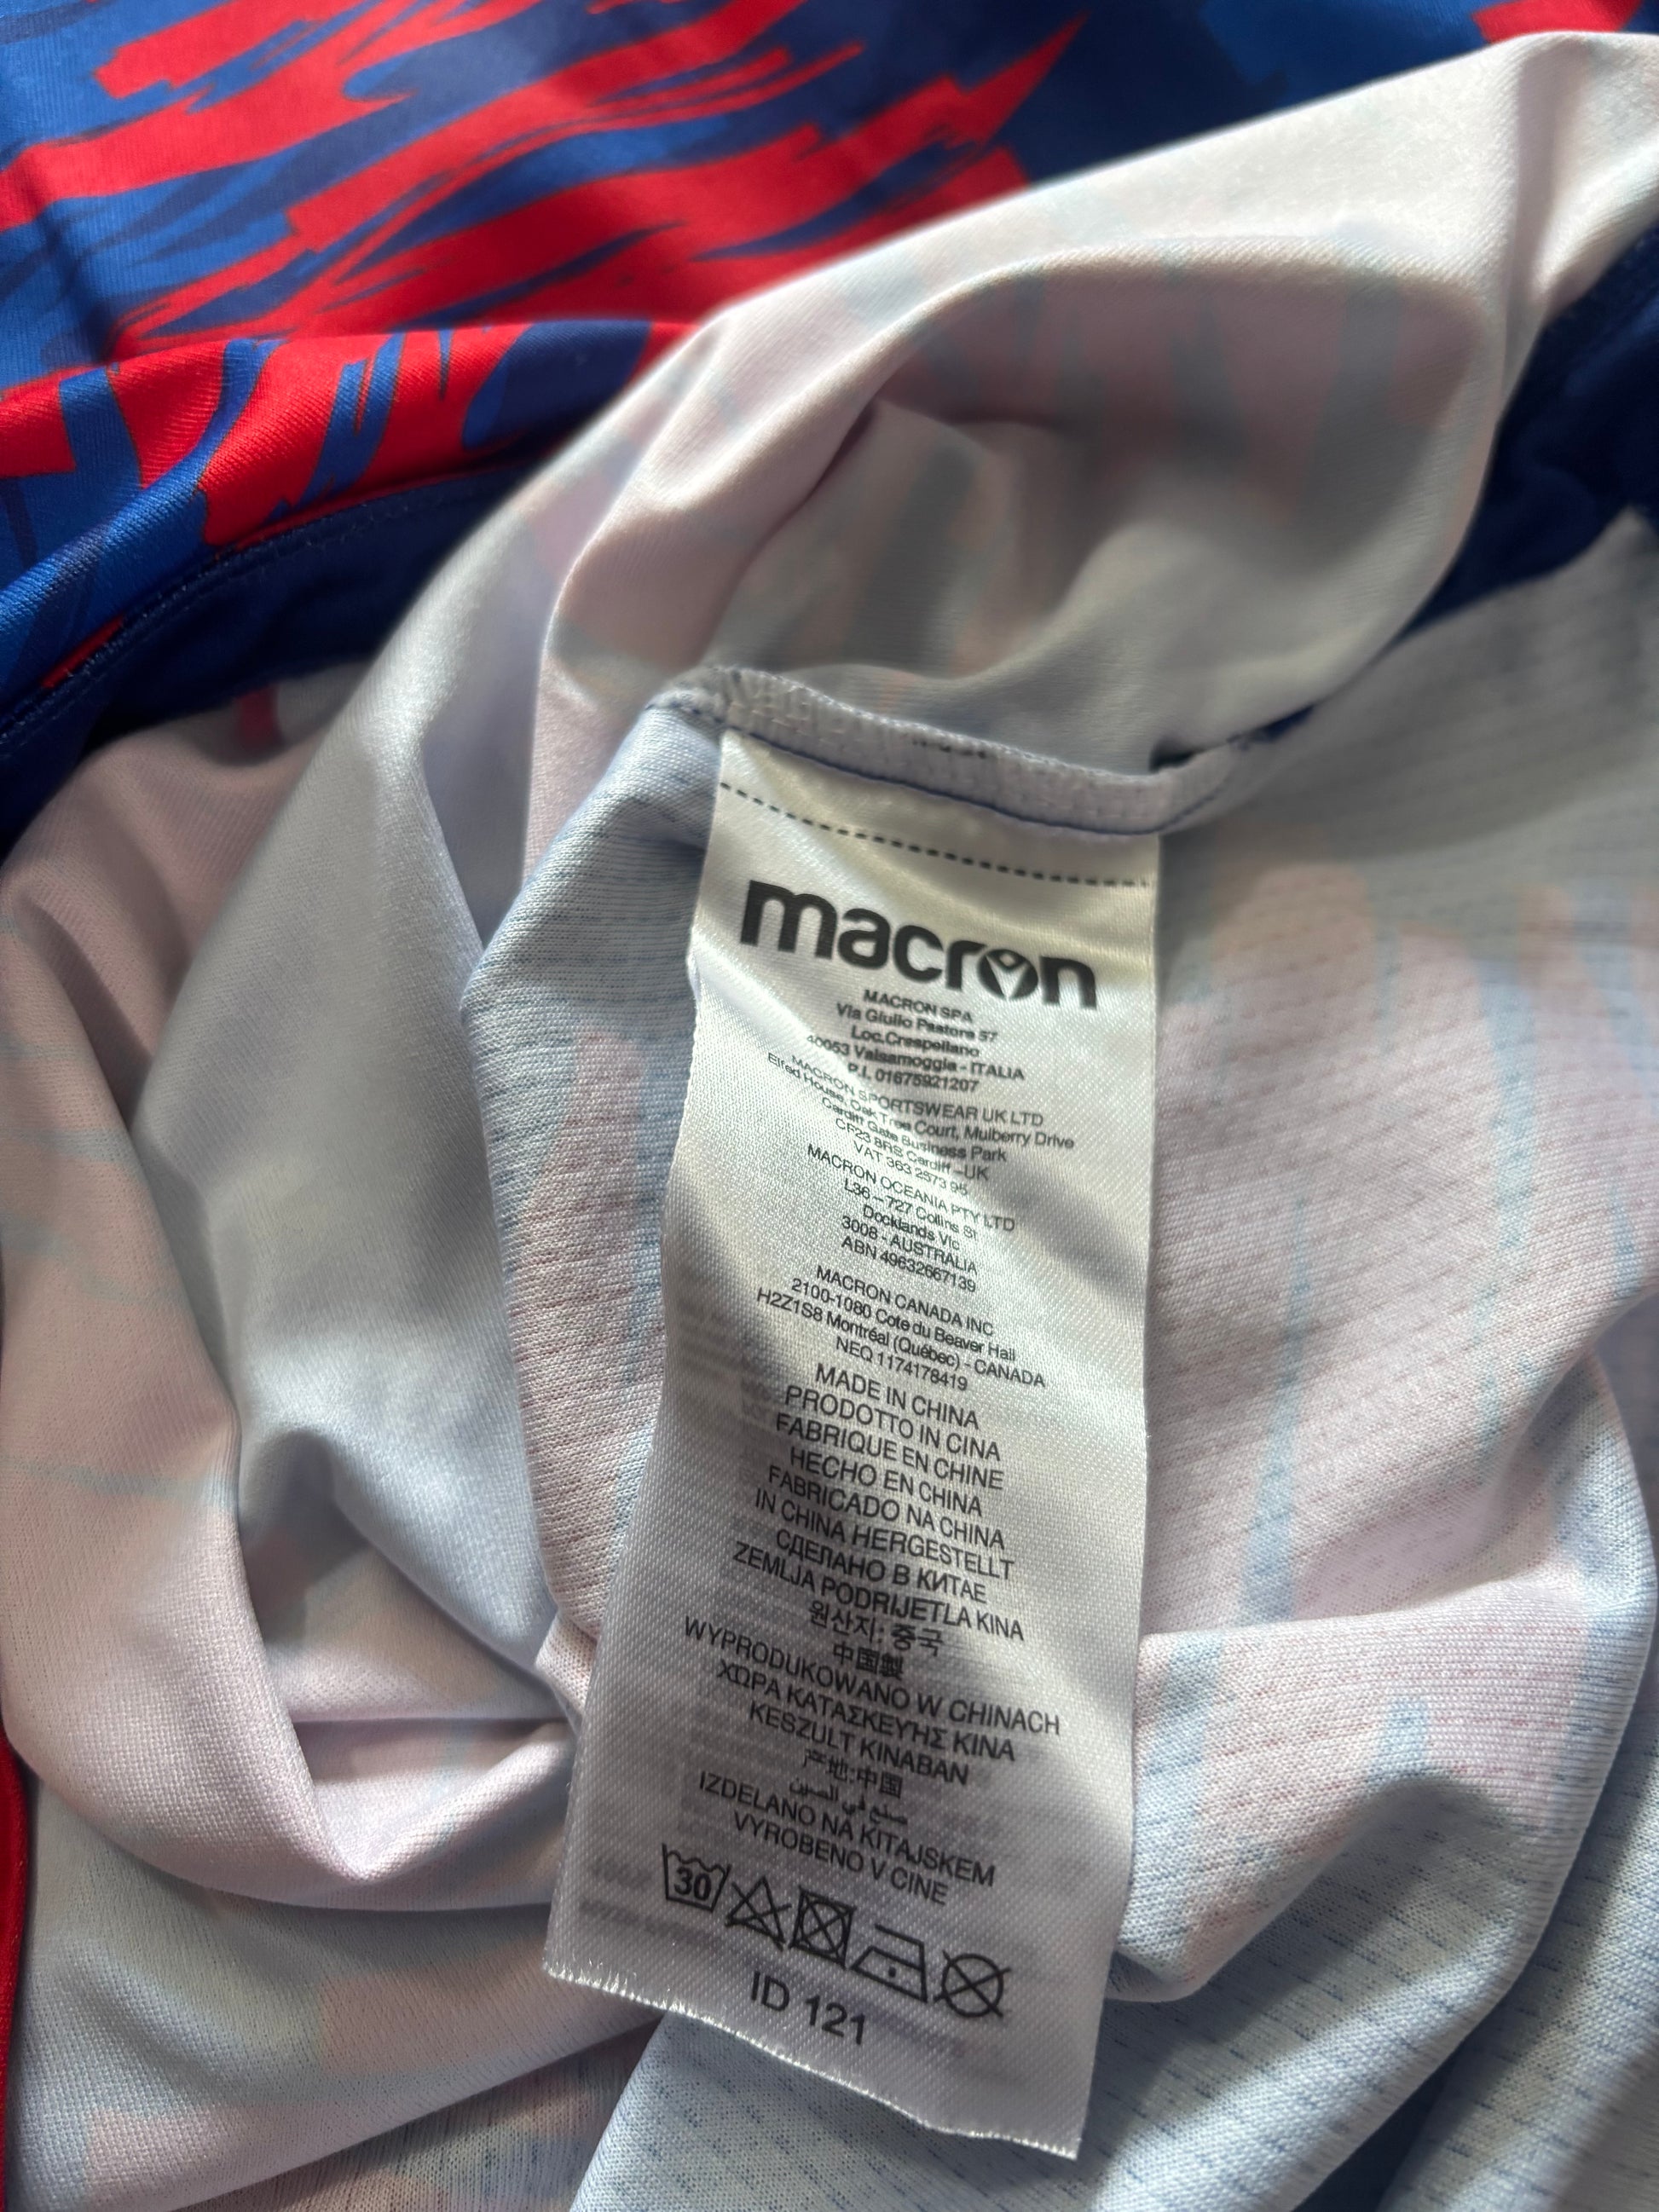 macron
MACRON SPA
Via Giulio Pastore 57
Loc.Crespellano
40053 Valsamoggia - ITALIA
P.I. 01675921207
MACRON SPORTSWEAR UK LTD
Elfed House, Oak Tree Court, Mulberry Drive
Cardiff Gate Business Park
CF23 8RS Cardiff -UK
VAT 363 2573 95
MACRON OCEANIA PTY LTD
L36 - 727 Collins St
Docklands Vic
3008 - AUSTRALIA
ABN 49632667139
MACRON CANADA INC
2100-1080 Cote du Beaver Hall
H2Z1S8 Montréal (Québec) - CANADA
NEQ 1174178419
MADE IN CHINA
PRODOTTO IN CINA
FABRIQUE EN CHINE
HECHO EN CHINA
FABRICADO NA CHINA
IN CHINA HERGESTELLT
СДЕЛАНО В КИТАЕ
ZEMLJA PODRIJETLA KINA
원산지: 중국
中国製
WYPRODUKOWANO W CHINACH
ΧΩΡΑ ΚΑΤΑΣΚΕΥΉΣ ΚΙΝΑ
KESZULT KINABAN
产地:中国
صنع في الصين
IZDELANO NA KITAJSKEM
VYROBENO V CINE
30
ID 121